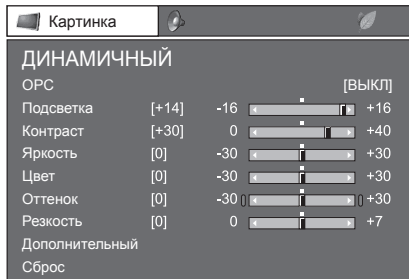 Картинка
ДИНАМИЧНЫЙ
OPC [ВЫКЛ]
Подсветка [+14] -16 +16
Контраст [+30] 0 +40
Яркость [0] -30 +30
Цвет [0] -30 +30
Оттенок [0] -30 +30
Резкость [0] 0 +7
Дополнительный
Сброс